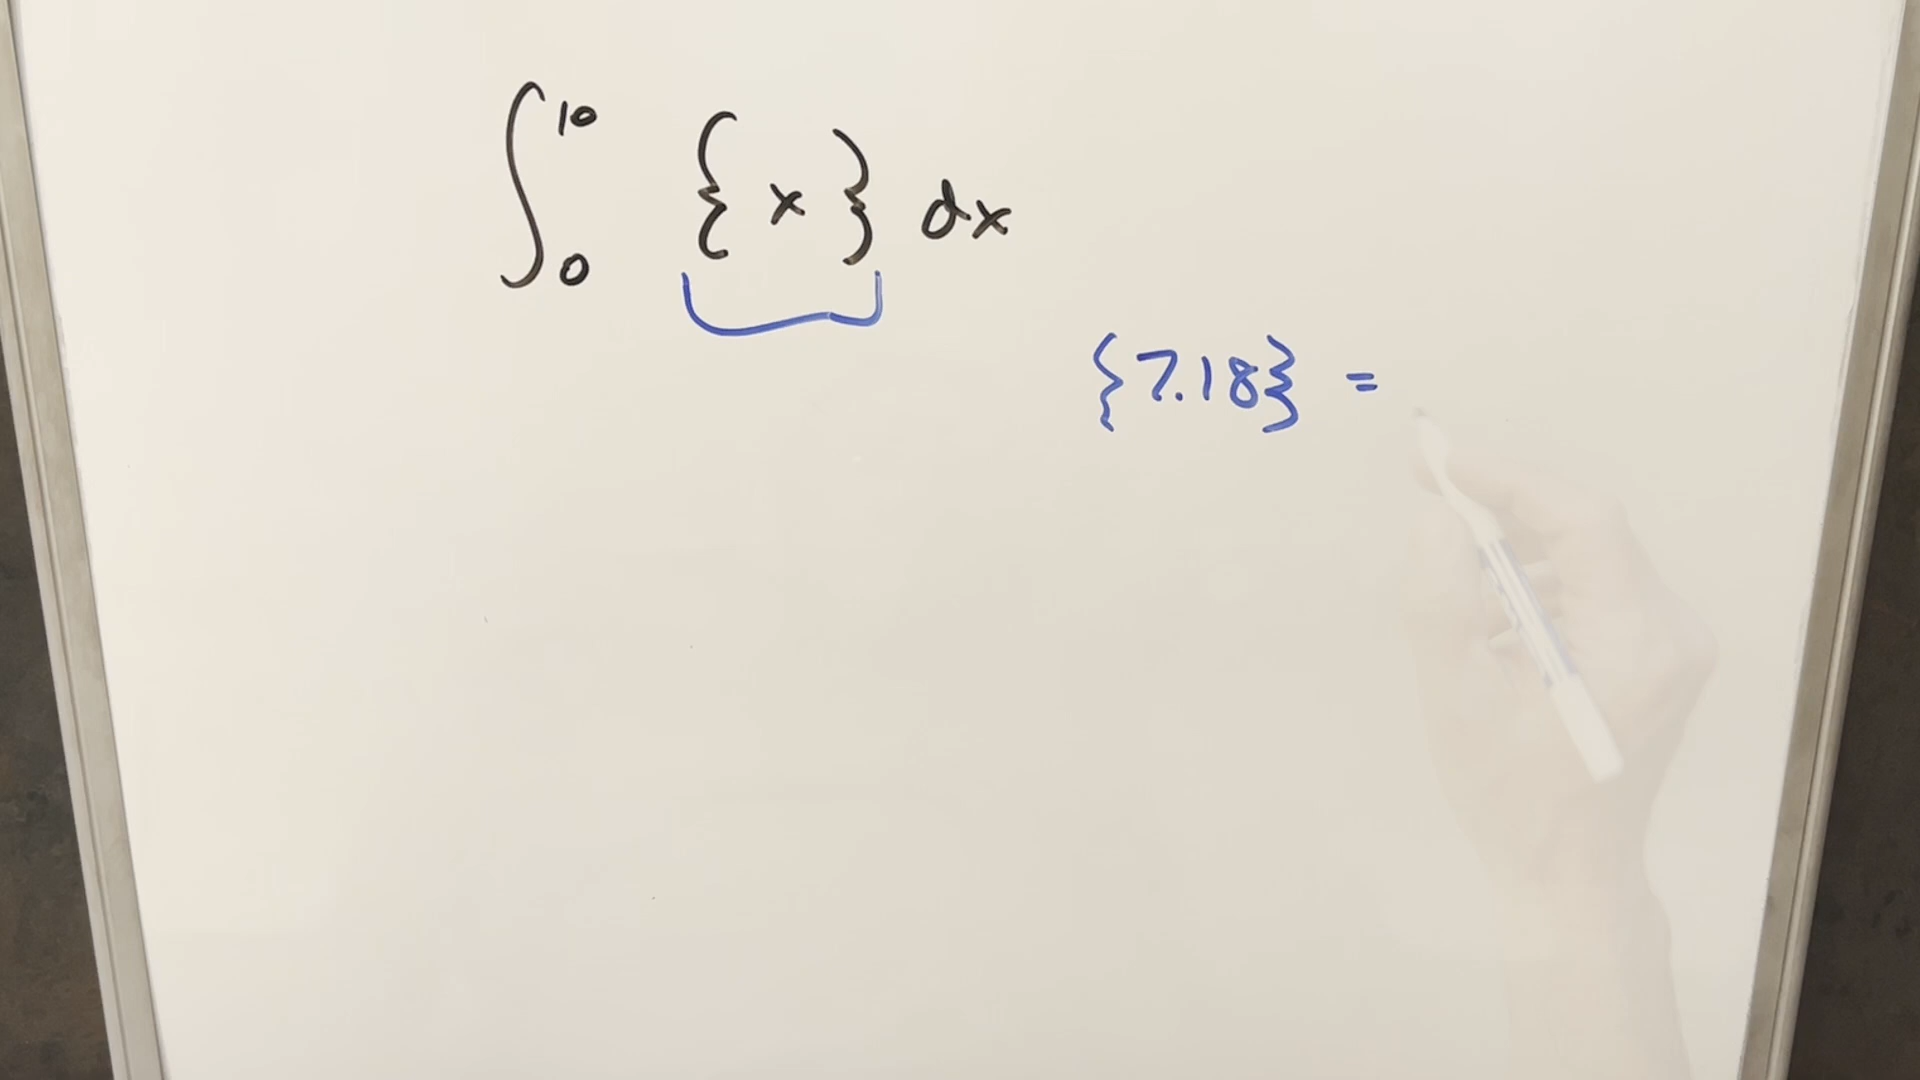 ∫₀¹⁰ {x} dx
{7.18} =